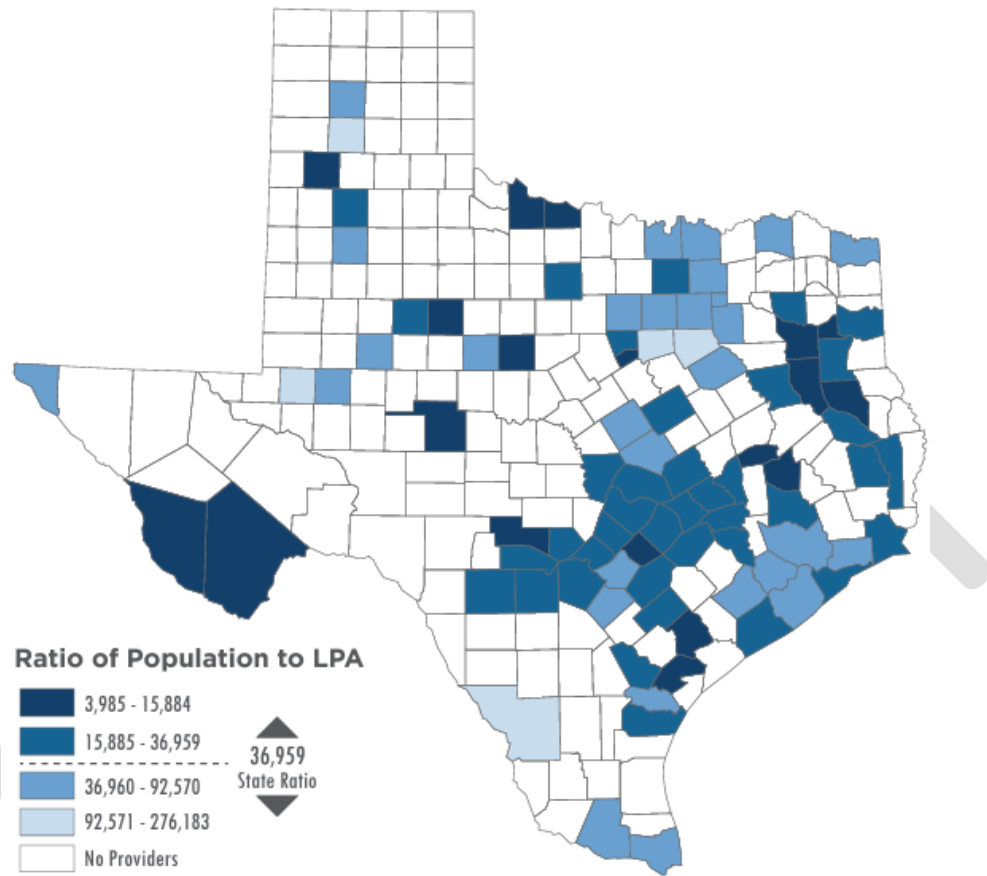 Ratio of Population to LPA
3,985 - 15,884
15,885 - 36,959
36,959
State Ratio
36,960 - 92,570
92,571 - 276,183
No Providers